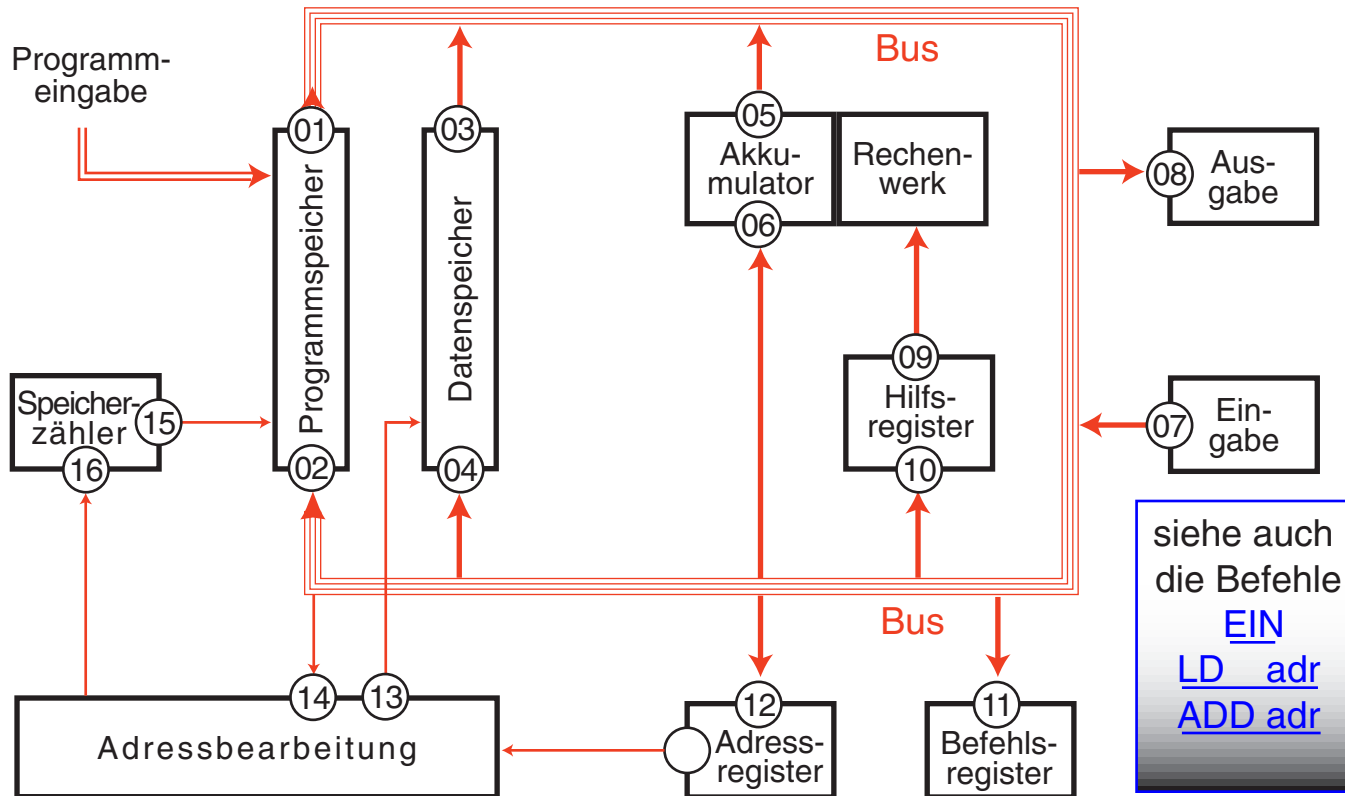 Bus
Programm-
eingabe
01
03
05
Akku-
mulator
06
Rechen-
werk
08
Aus-
gabe
Programmspeicher
Datenspeicher
Speicher-
zähler
15
16
02
04
09
Hilfs-
register
10
07
Ein-
gabe
siehe auch
die Befehle
EIN
LD adr
ADD adr
Bus
14
13
Adressbearbeitung
12
Adress-
register
11
Befehls-
register